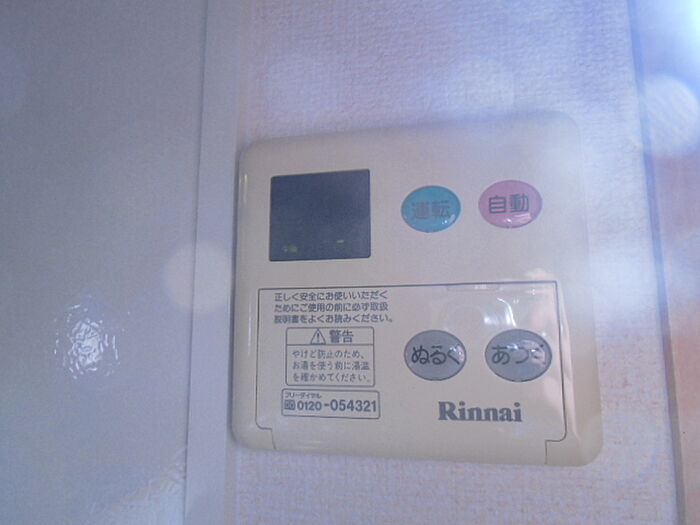 運転
自動
正しく安全にお使いいただく
ためにご使用の前に必ず取扱
説明書をよくお読みください。
警告
やけど防止のため、
お湯を使う前に湯温
を確かめてください。
フリーダイヤル
0120-054321
ぬるく
あつく
Rinnai